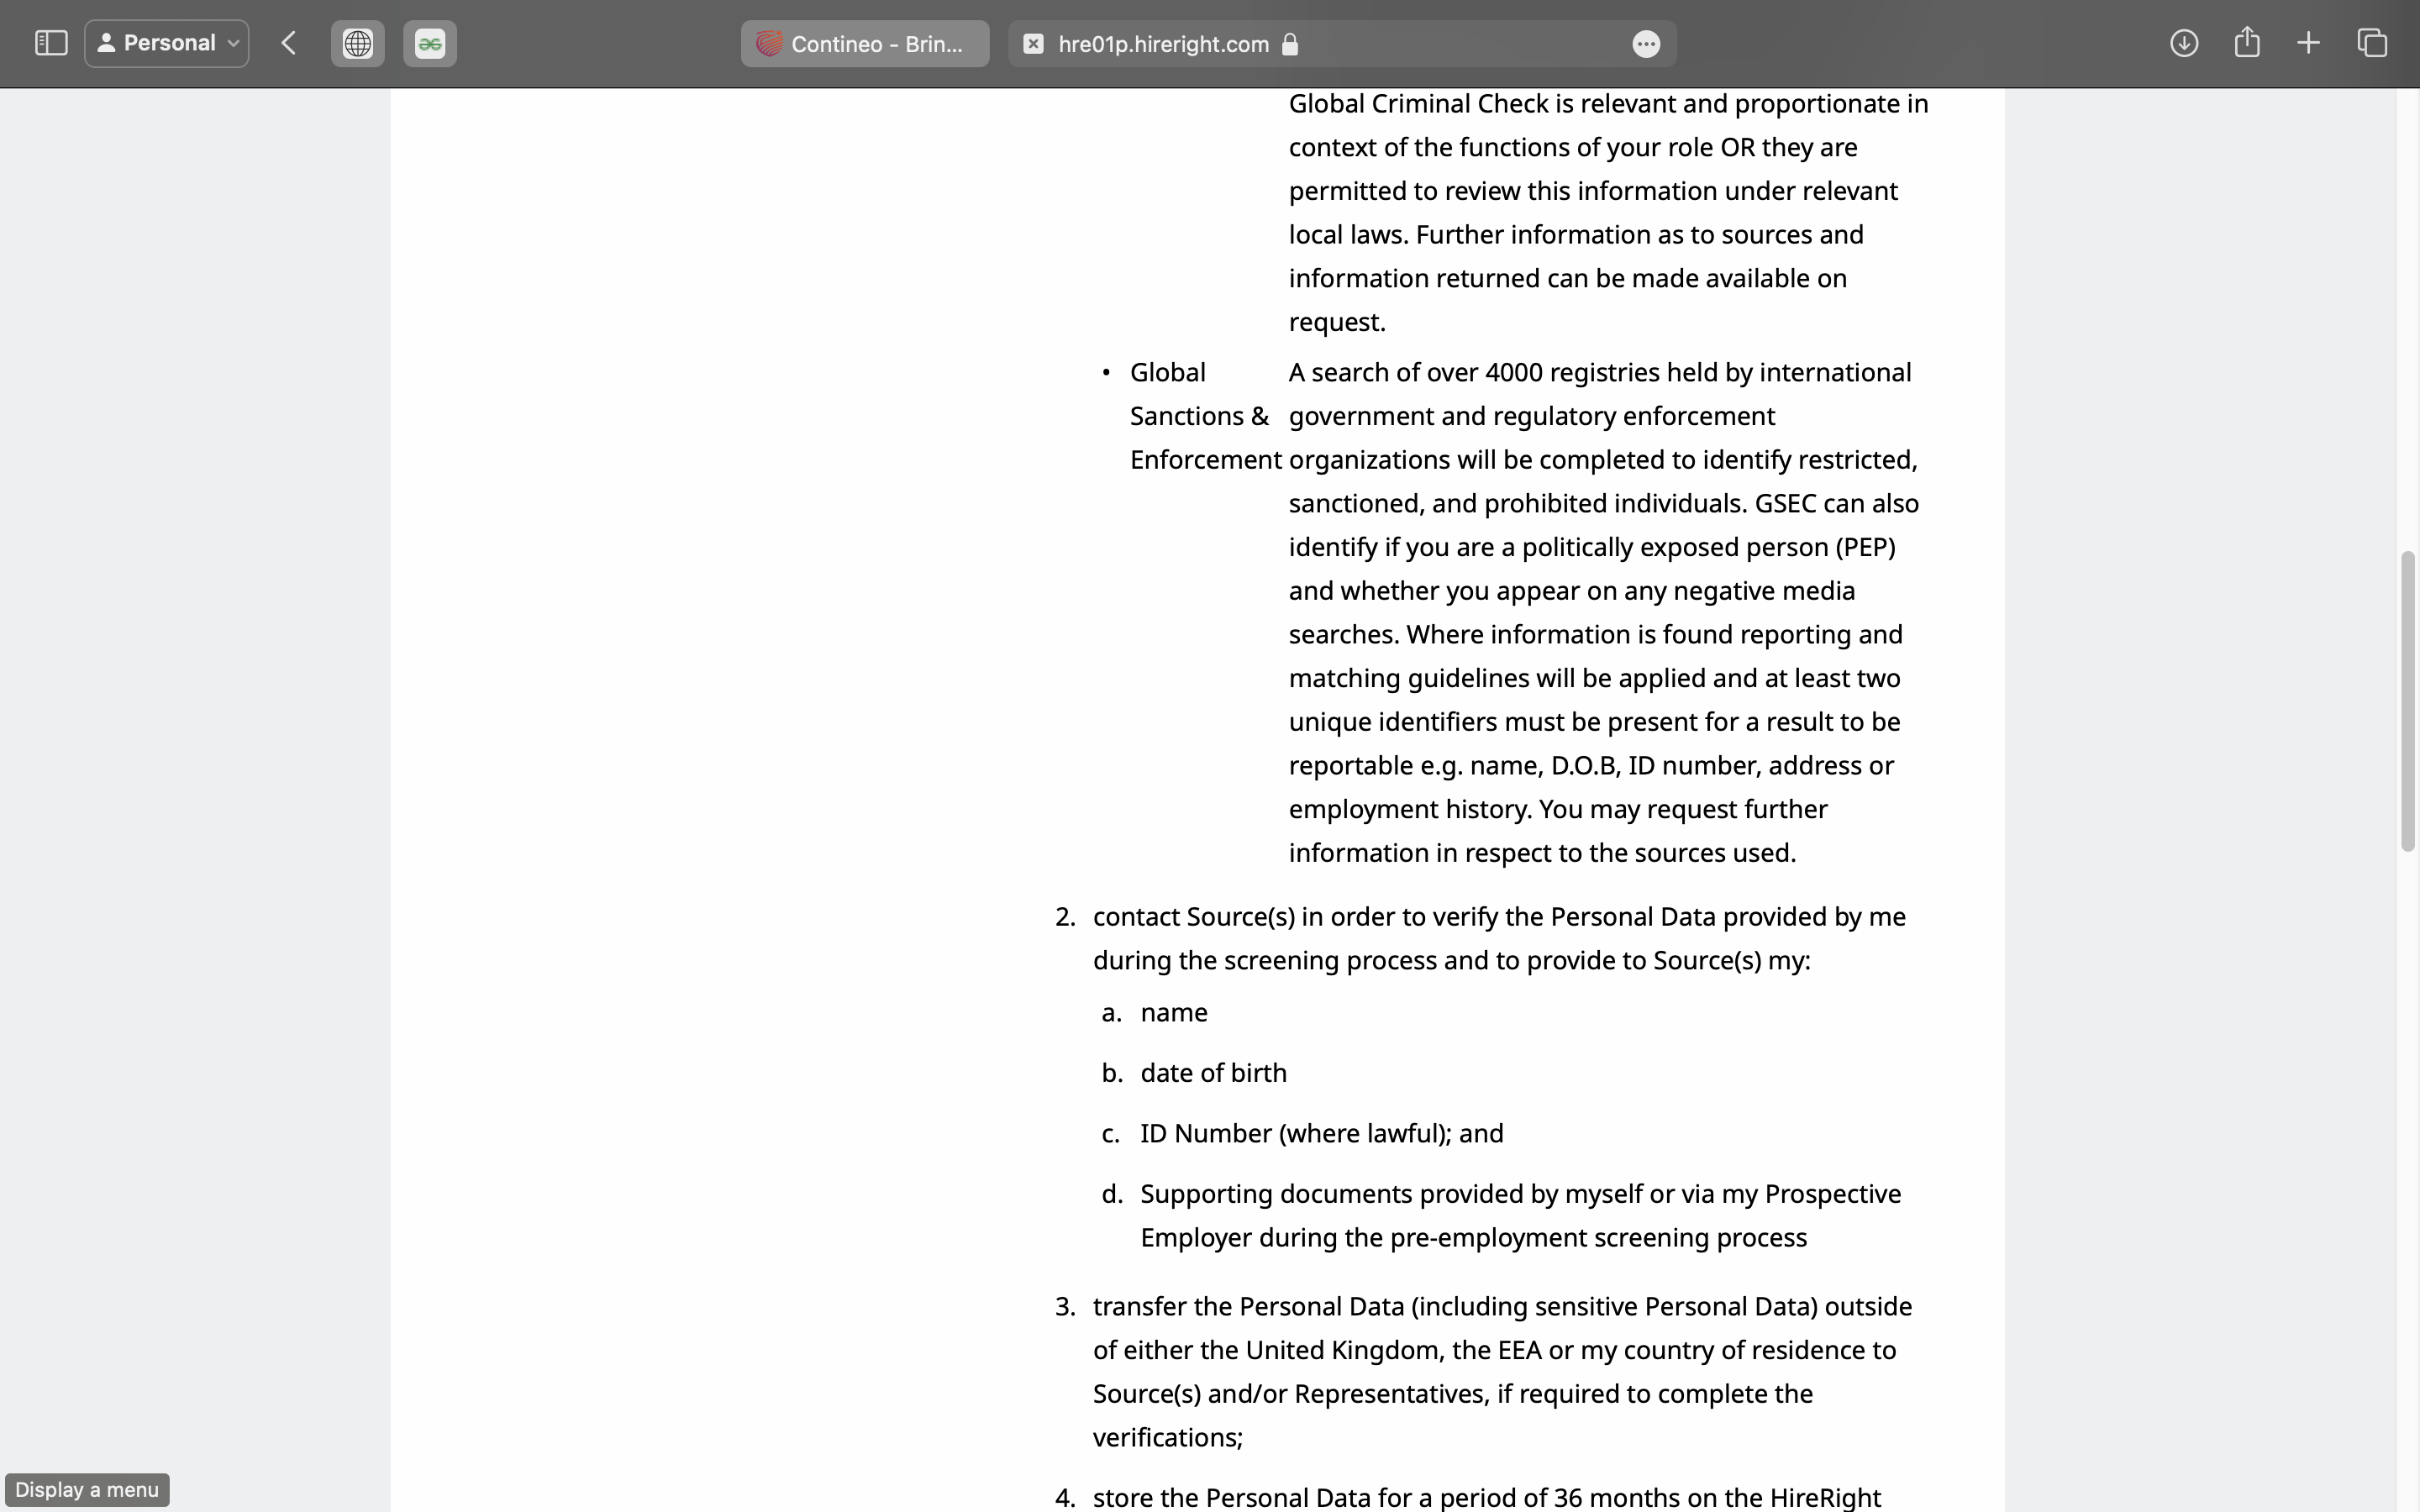 Personal
Contineo - Brin...
hre01p.hireright.com
Global Criminal Check is relevant and proportionate in
context of the functions of your role OR they are
permitted to review this information under relevant
local laws. Further information as to sources and
information returned can be made available on
request.
• Global
Sanctions &
Enforcement
A search of over 4000 registries held by international
government and regulatory enforcement
organizations will be completed to identify restricted,
sanctioned, and prohibited individuals. GSEC can also
identify if you are a politically exposed person (PEP)
and whether you appear on any negative media
searches. Where information is found reporting and
matching guidelines will be applied and at least two
unique identifiers must be present for a result to be
reportable e.g. name, D.O.B, ID number, address or
employment history. You may request further
information in respect to the sources used.
2. contact Source(s) in order to verify the Personal Data provided by me
during the screening process and to provide to Source(s) my:
a. name
b. date of birth
c. ID Number (where lawful); and
d. Supporting documents provided by myself or via my Prospective
Employer during the pre-employment screening process
3. transfer the Personal Data (including sensitive Personal Data) outside
of either the United Kingdom, the EEA or my country of residence to
Source(s) and/or Representatives, if required to complete the
verifications;
4. store the Personal Data for a period of 36 months on the HireRight
Display a menu